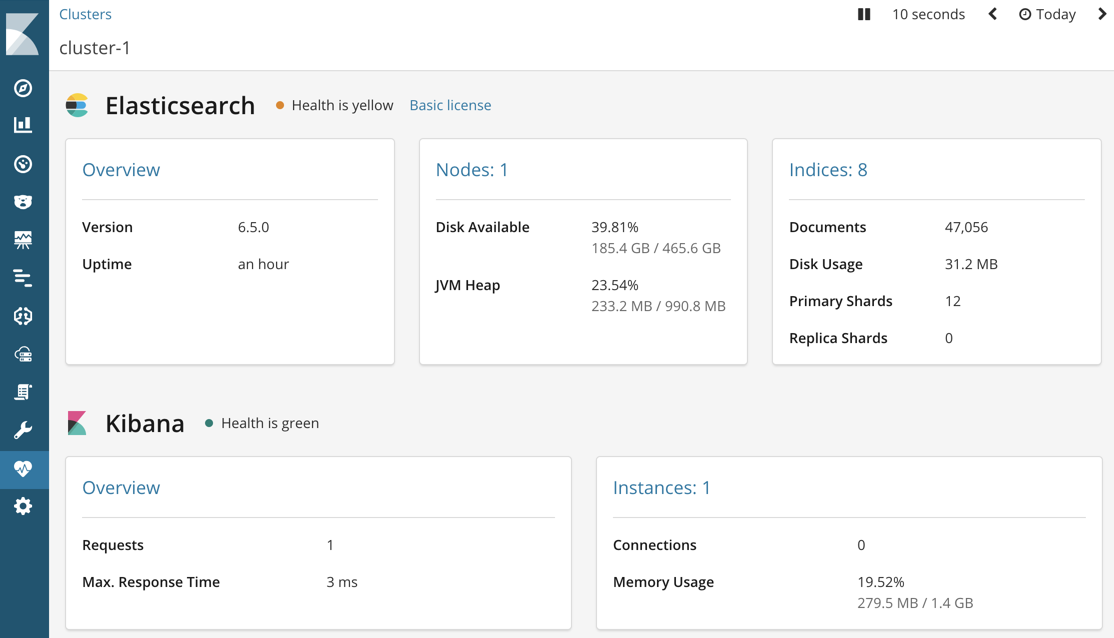 Clusters
10 seconds
Today
cluster-1
Elasticsearch
Health is yellow
Basic license
Overview
Version 6.5.0
Uptime an hour
Nodes: 1
Disk Available 39.81%
185.4 GB / 465.6 GB
JVM Heap 23.54%
233.2 MB / 990.8 MB
Indices: 8
Documents 47,056
Disk Usage 31.2 MB
Primary Shards 12
Replica Shards 0
Kibana
Health is green
Overview
Requests 1
Max. Response Time 3 ms
Instances: 1
Connections 0
Memory Usage 19.52%
279.5 MB / 1.4 GB